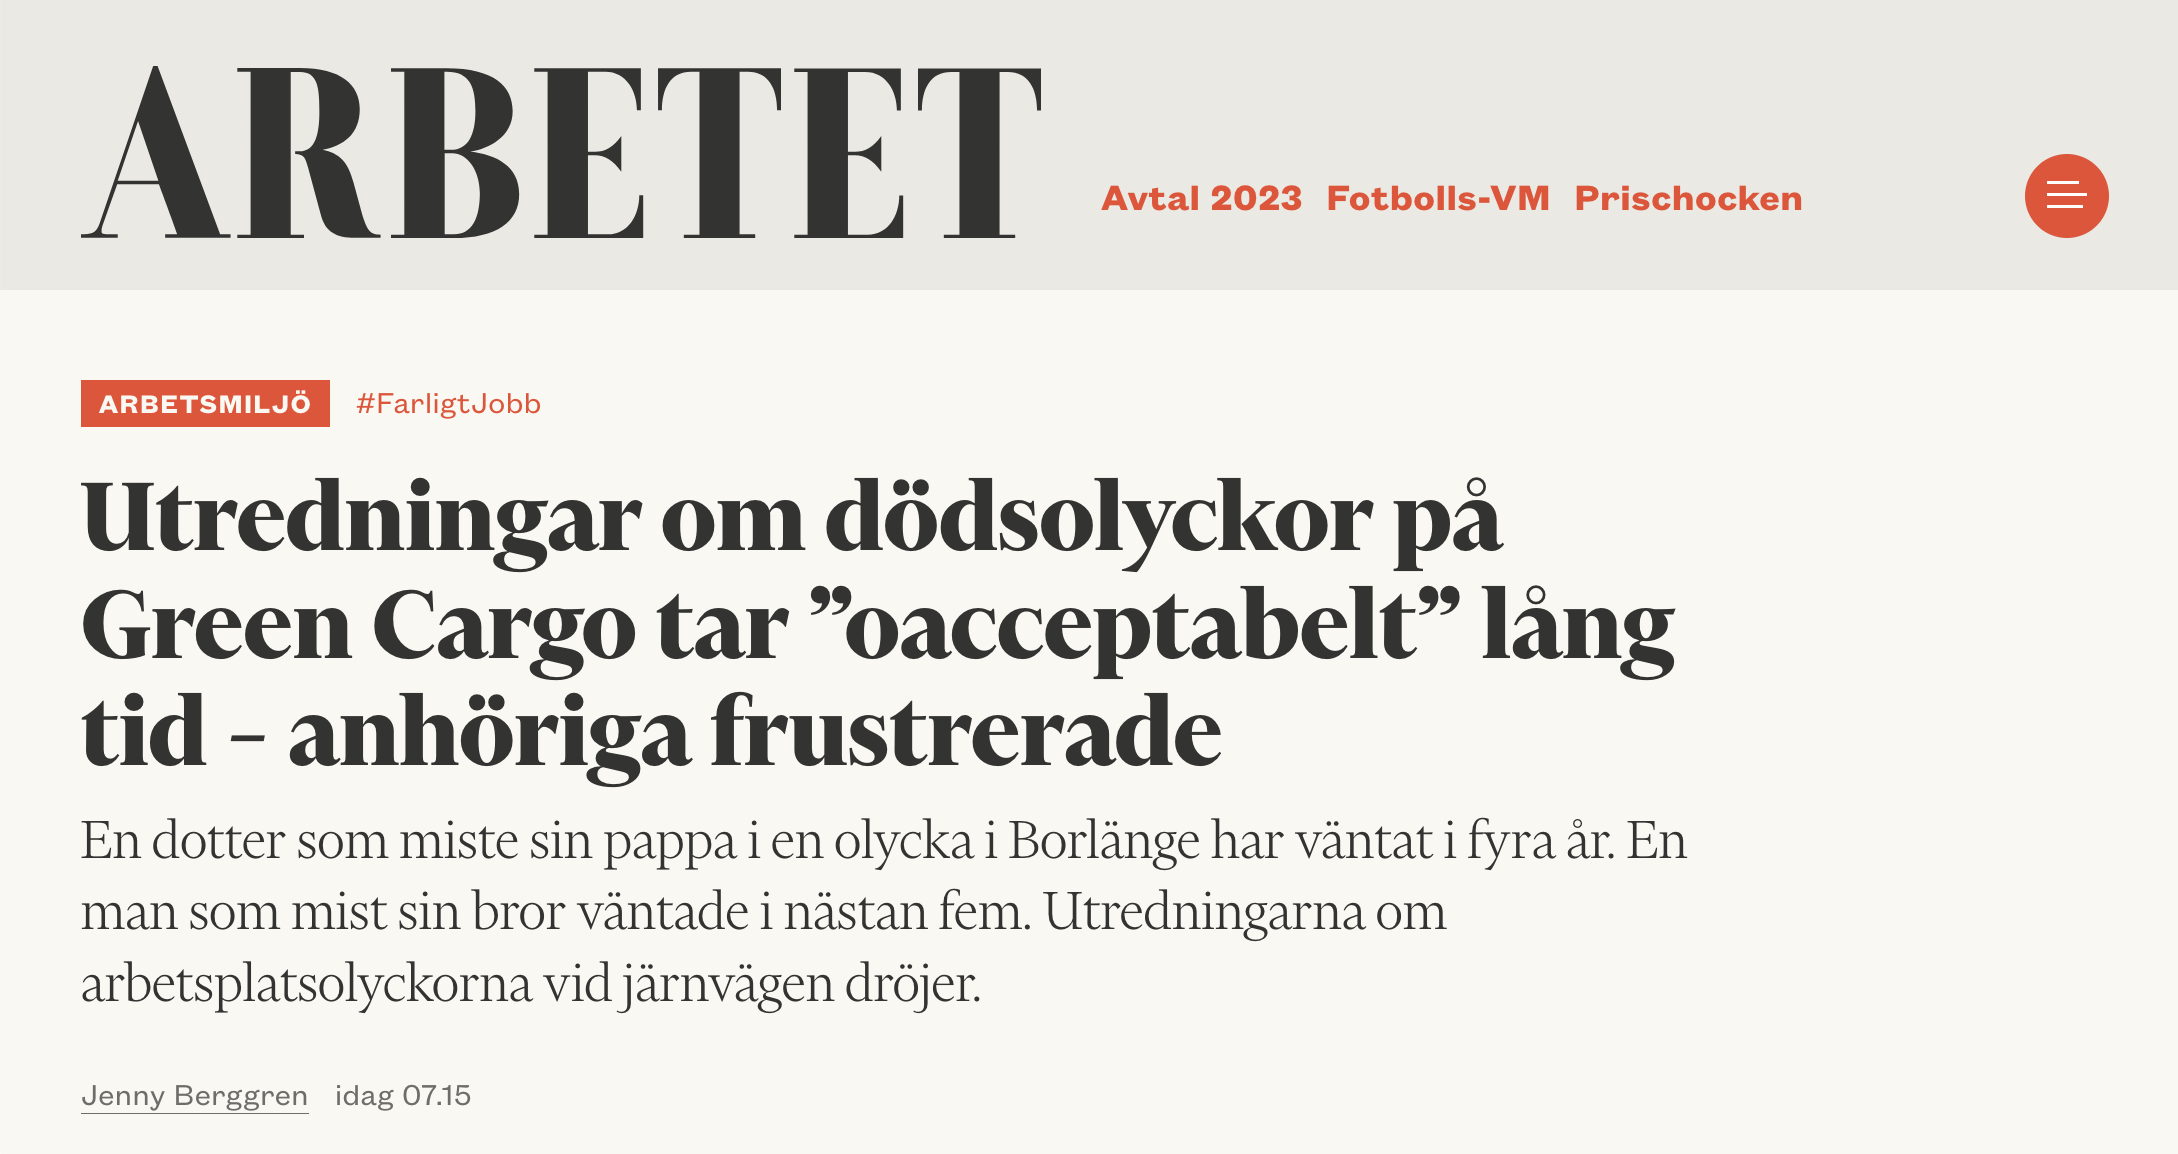 ARBETET
Avtal 2023 Fotbolls-VM Prischocken
ARBETSMILJÖ #FarligtJobb
Utredningar om dödsolyckor på
Green Cargo tar ”oacceptabelt” lång
tid – anhöriga frustrerade
En dotter som miste sin pappa i en olycka i Borlänge har väntat i fyra år. En
man som mist sin bror väntade i nästan fem. Utredningarna om
arbetsplatsolyckorna vid järnvägen dröjer.
Jenny Berggren idag 07.15